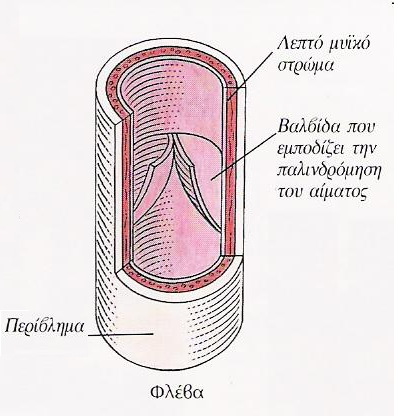 Λεπτό μυϊκό
στρώμα
Βαλβίδα που
εμποδίζει την
παλινδρόμηση
του αίματος
Περίβλημα
Φλέβα